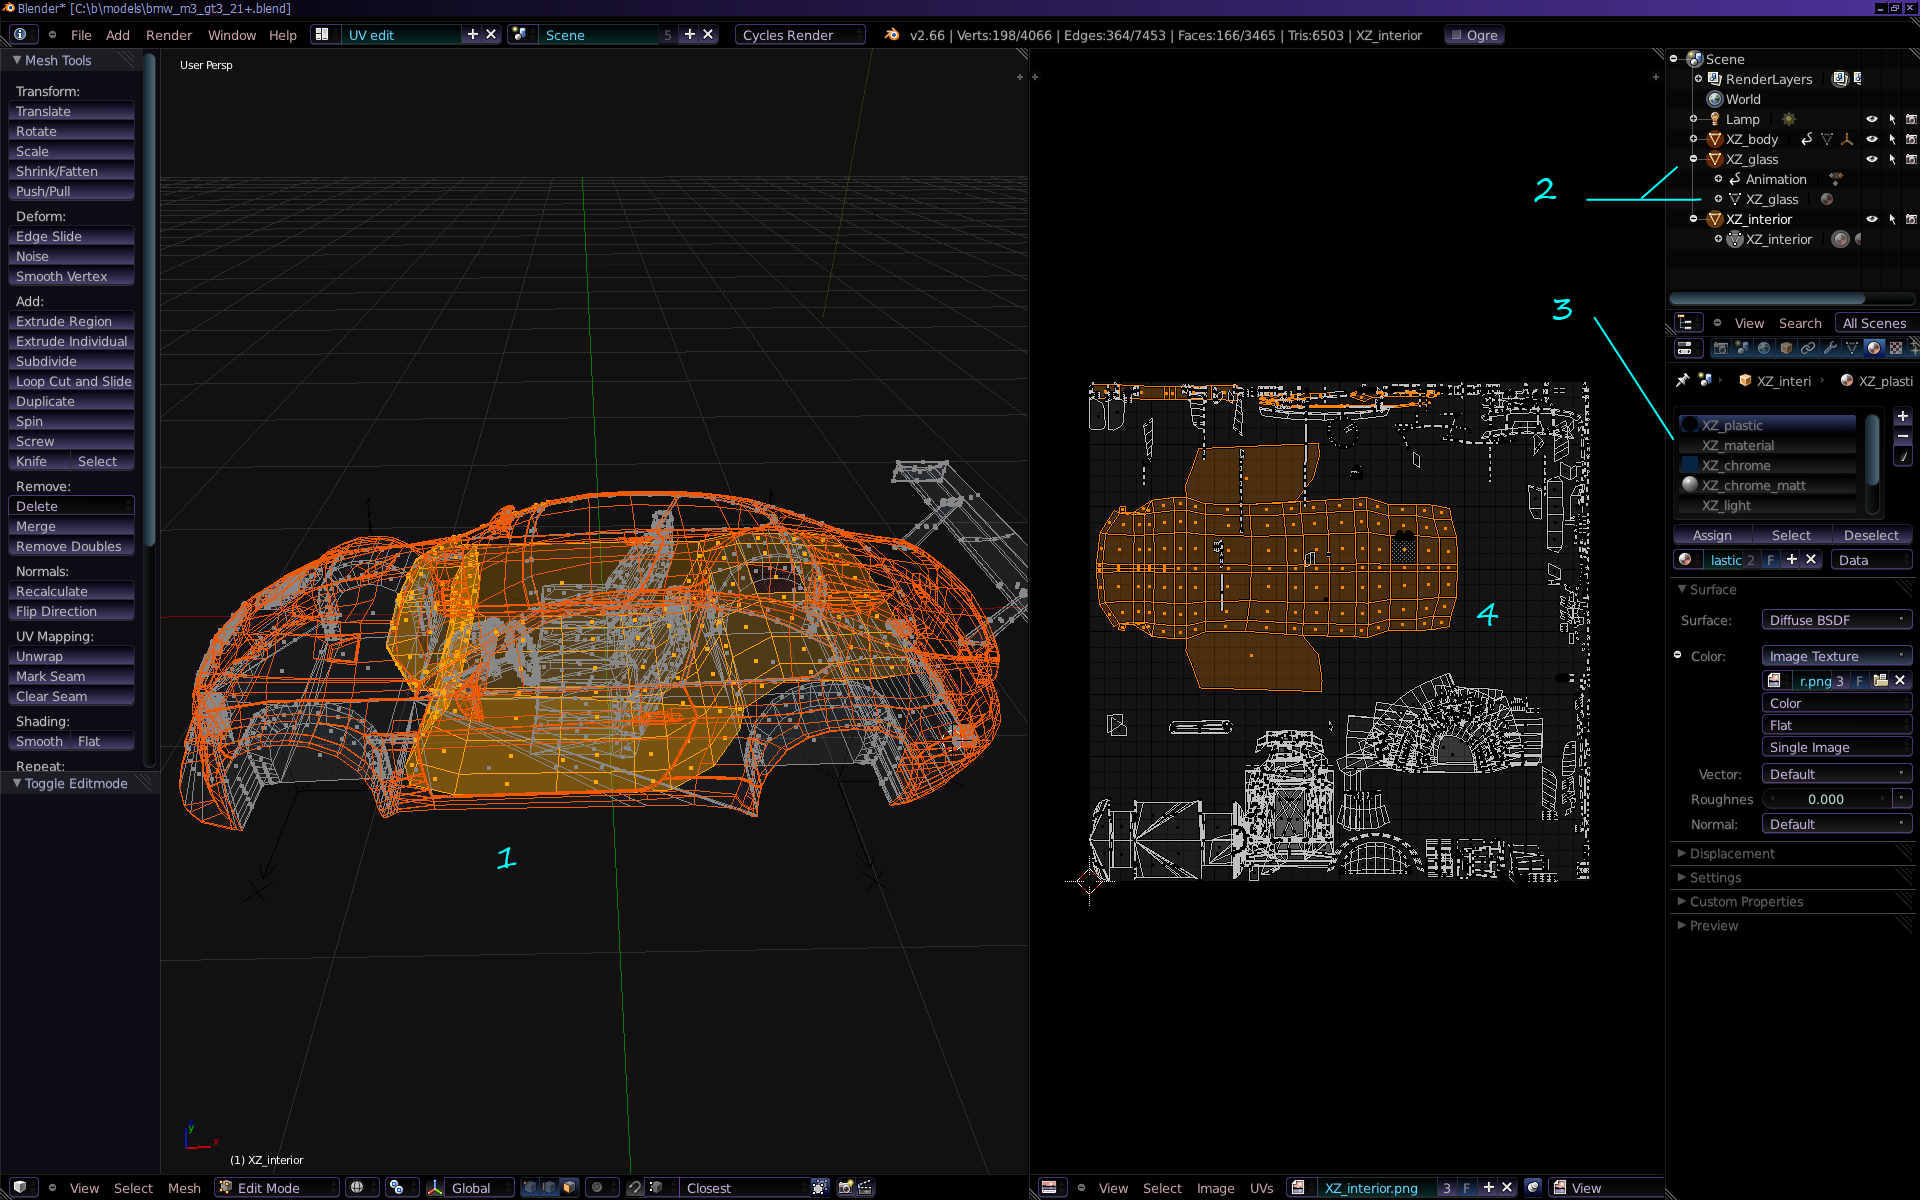 Blender* [C:\b\models\bmw_m3_gt3_21+.blend]
File Add Render Window Help UV edit Scene 5 Cycles Render v2.66 | Verts:198/4066 | Edges:364/7453 | Faces:166/3465 | Tris:6503 | XZ_interior Ogre
Mesh Tools
Transform:
Translate
Rotate
Scale
Shrink/Fatten
Push/Pull
Deform:
Edge Slide
Noise
Smooth Vertex
Add:
Extrude Region
Extrude Individual
Subdivide
Loop Cut and Slide
Duplicate
Spin
Screw
Knife Select
Remove:
Delete
Merge
Remove Doubles
Normals:
Recalculate
Flip Direction
UV Mapping:
Unwrap
Mark Seam
Clear Seam
Shading:
Smooth Flat
Repeat:
Toggle Editmode
User Persp
1
y
x
(1) XZ_interior
View Select Mesh Edit Mode Global Closest
4
View Select Image UVs XZ_interior.png 3 F View
2
3
Scene
RenderLayers
World
Lamp
XZ_body
XZ_glass
Animation
XZ_glass
XZ_interior
XZ_interior
View Search All Scenes
XZ_interi XZ_plasti
XZ_plastic
XZ_material
XZ_chrome
XZ_chrome_matt
XZ_light
Assign Select Deselect
lastic 2 F Data
Surface
Surface: Diffuse BSDF
Color: Image Texture
r.png 3 F
Color
Flat
Single Image
Vector: Default
Roughnes 0.000
Normal: Default
Displacement
Settings
Custom Properties
Preview